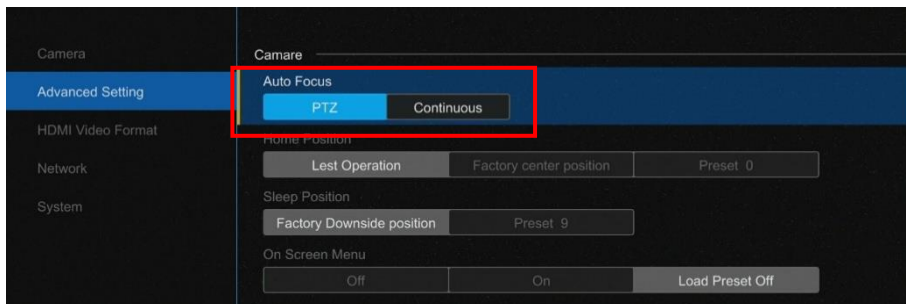 Camera
Advanced Setting
HDMI Video Format
Network
System
Camare
Auto Focus
PTZ Continuous
Home Position
Lest Operation Factory center position Preset 0
Sleep Position
Factory Downside position Preset 9
On Screen Menu
Off On Load Preset Off